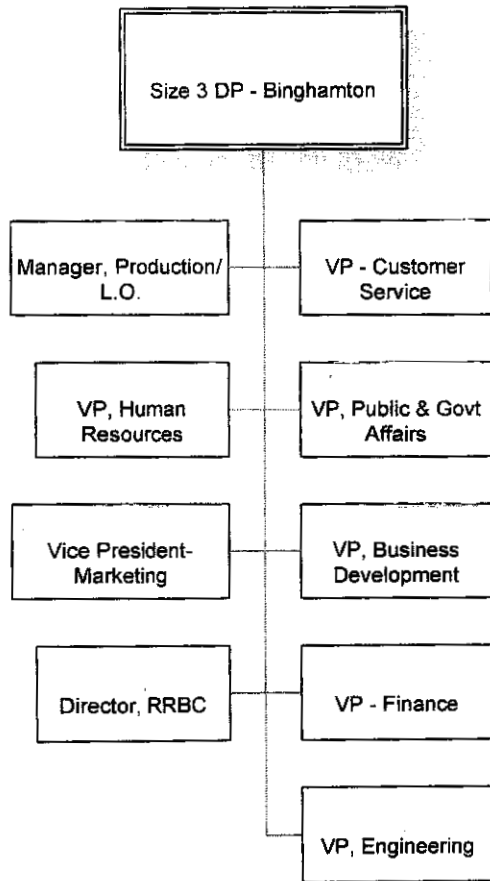 Size 3 DP - Binghamton
Manager, Production/
L.O.
VP - Customer
Service
VP, Human
Resources
VP, Public & Govt
Affairs
Vice President-
Marketing
VP, Business
Development
Director, RRBC
VP - Finance
VP, Engineering